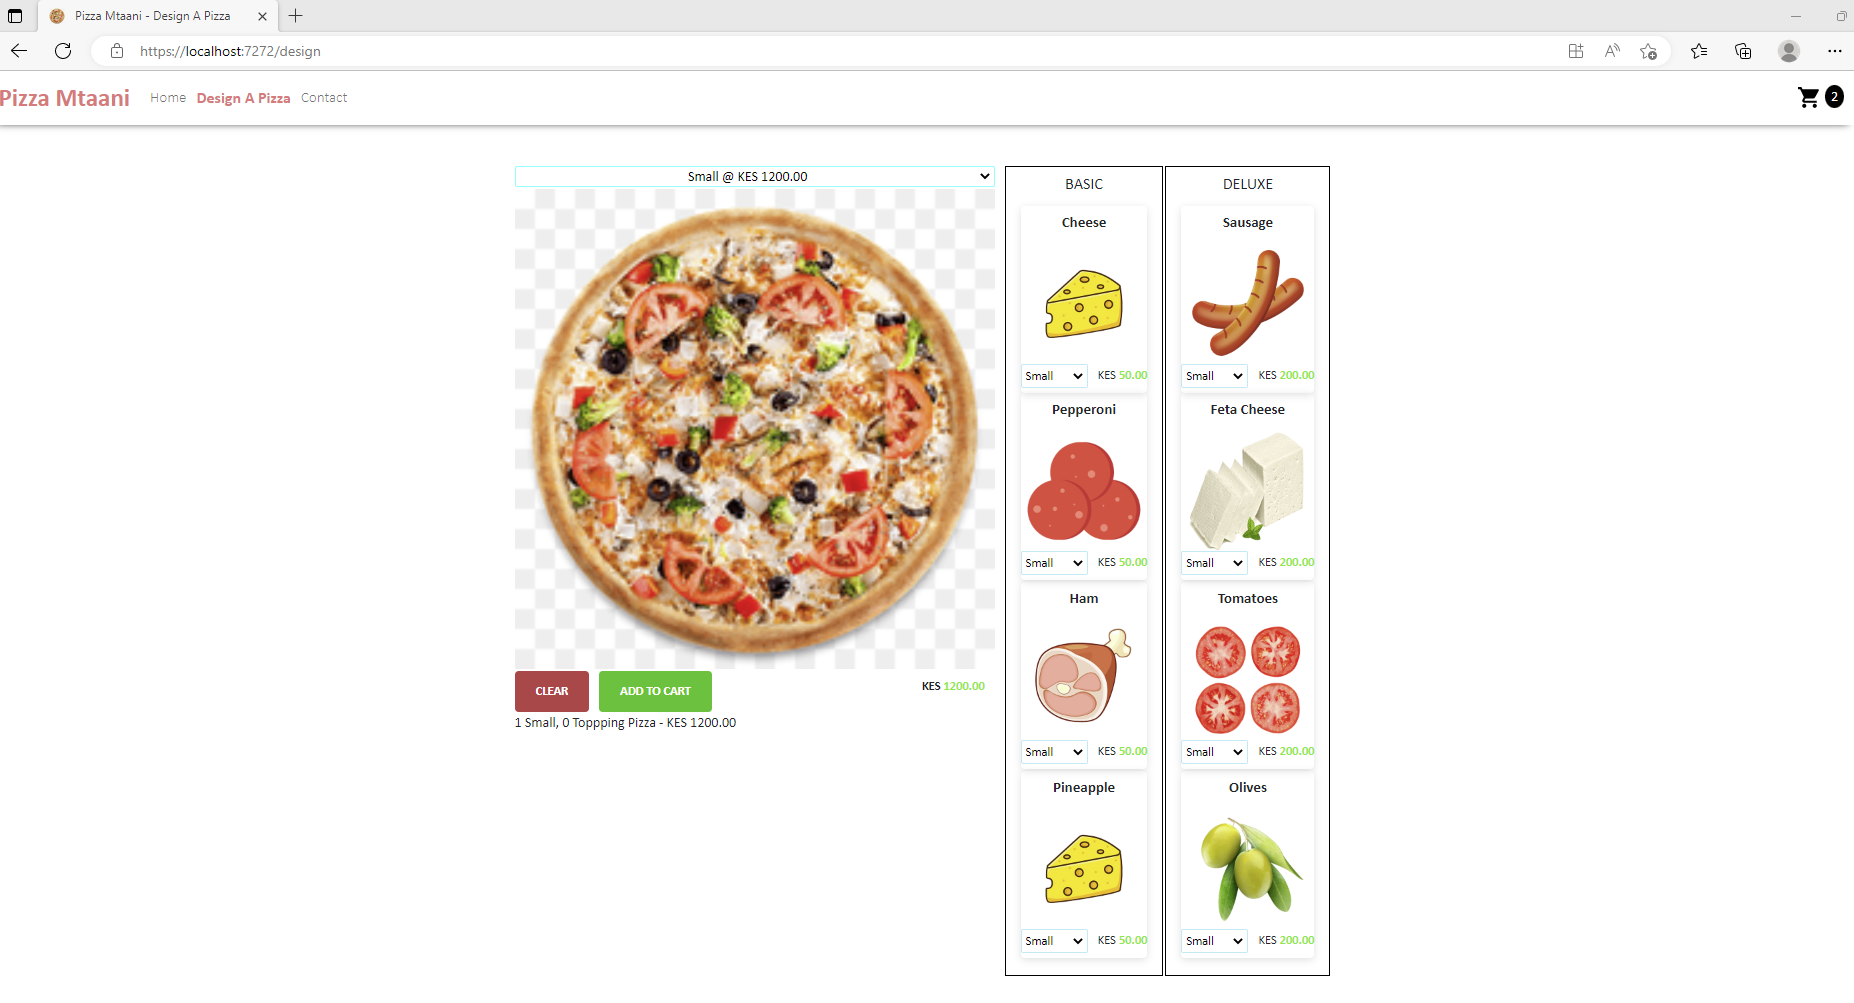 Pizza Mtaani - Design A Pizza
https://localhost:7272/design
Pizza Mtaani Home Design A Pizza Contact 2
Small @ KES 1200.00
CLEAR ADD TO CART KES 1200.00
1 Small, 0 Toppping Pizza - KES 1200.00
BASIC
Cheese
Small KES 50.00
Pepperoni
Small KES 50.00
Ham
Small KES 50.00
Pineapple
Small KES 50.00
DELUXE
Sausage
Small KES 200.00
Feta Cheese
Small KES 200.00
Tomatoes
Small KES 200.00
Olives
Small KES 200.00